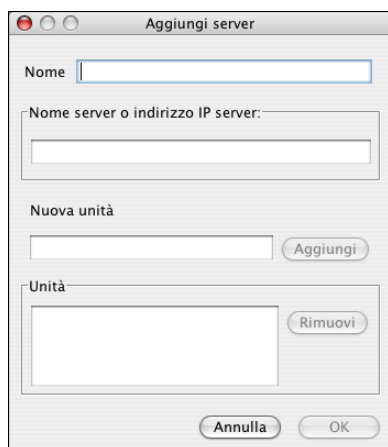 Aggiungi server
Nome
Nome server o indirizzo IP server:
Nuova unità
Aggiungi
Unità
Rimuovi
Annulla
OK